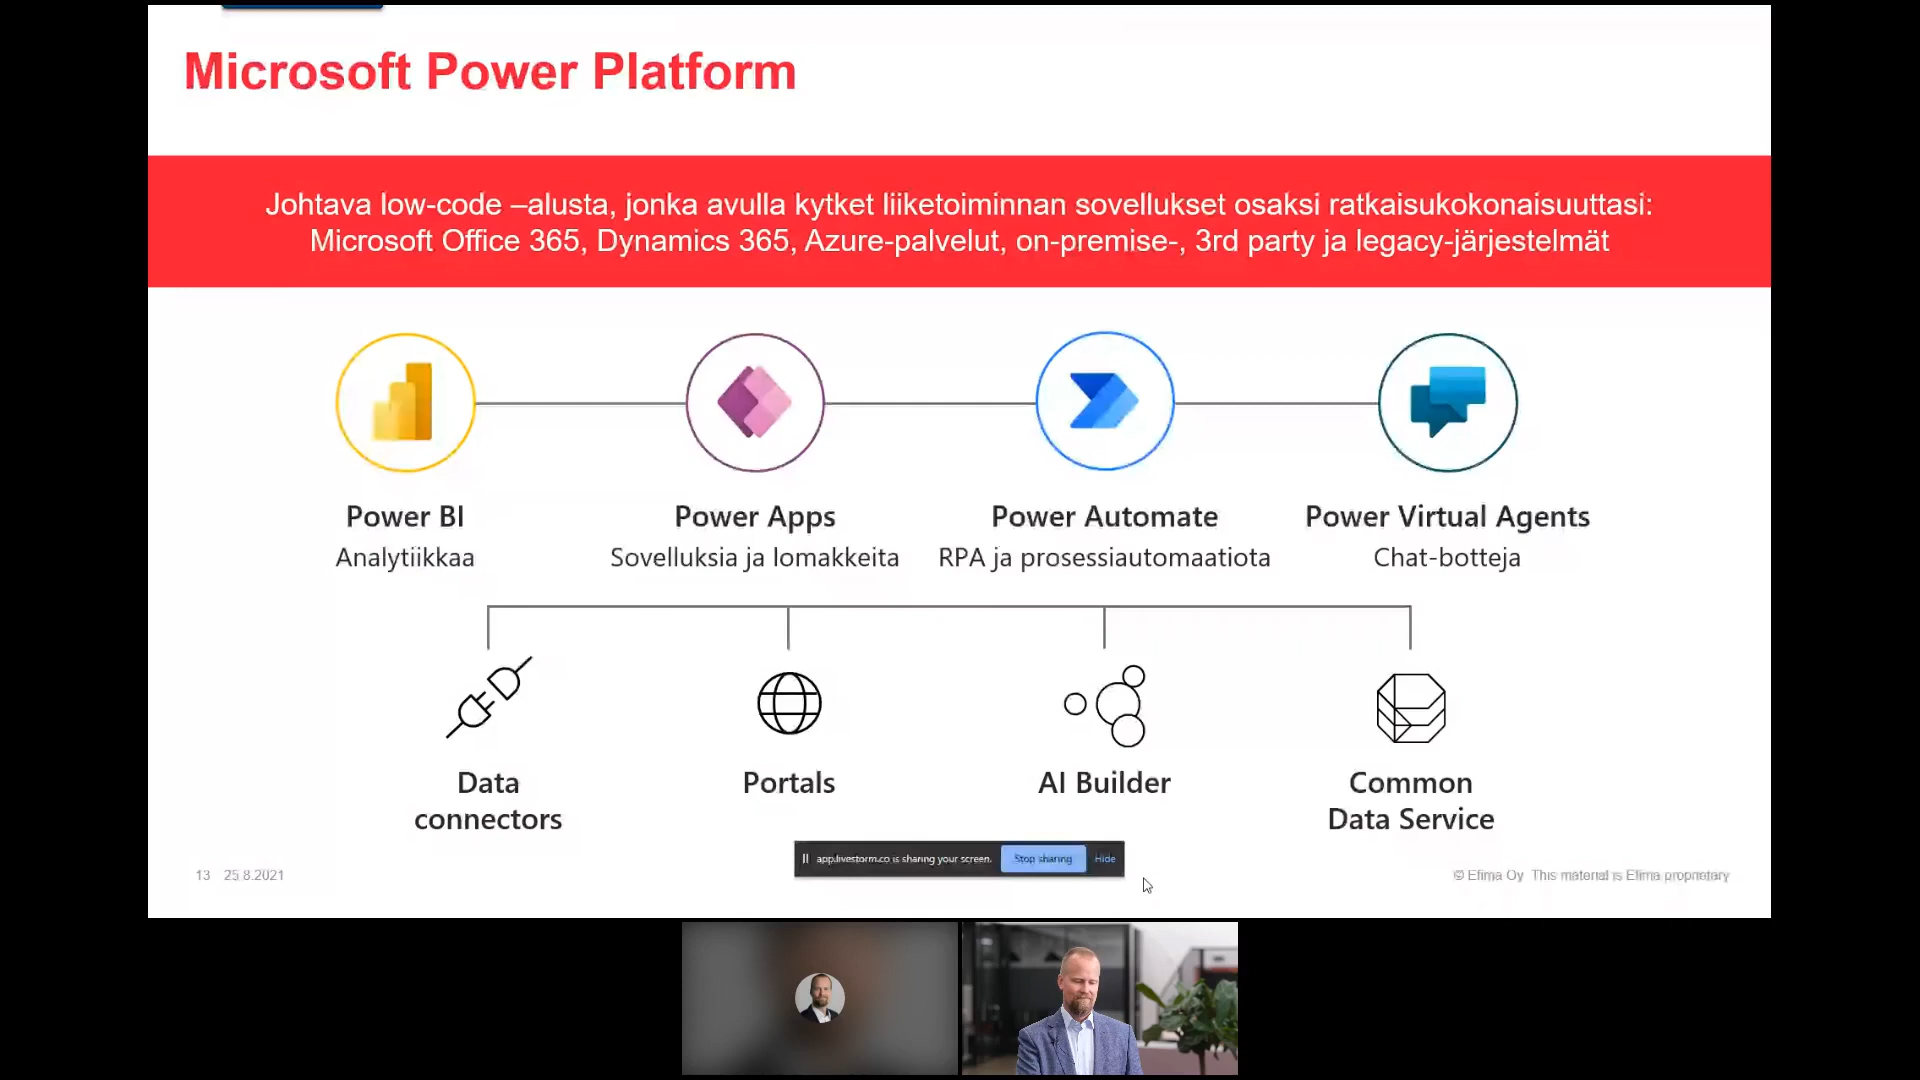 Microsoft Power Platform
Johtava low-code –alusta, jonka avulla kytket liiketoiminnan sovellukset osaksi ratkaisukokonaisuuttasi:
Microsoft Office 365, Dynamics 365, Azure-palvelut, on-premise-, 3rd party ja legacy-järjestelmät
Power BI
Analytiikkaa
Power Apps
Sovelluksia ja lomakkeita
Power Automate
RPA ja prosessiautomaatiota
Power Virtual Agents
Chat-botteja
Data
connectors
Portals
AI Builder
Common
Data Service
app.livestorm.co is sharing your screen.
Stop sharing
Hide
13 25.8.2021
© Efima Oy This material is Efima proprietary